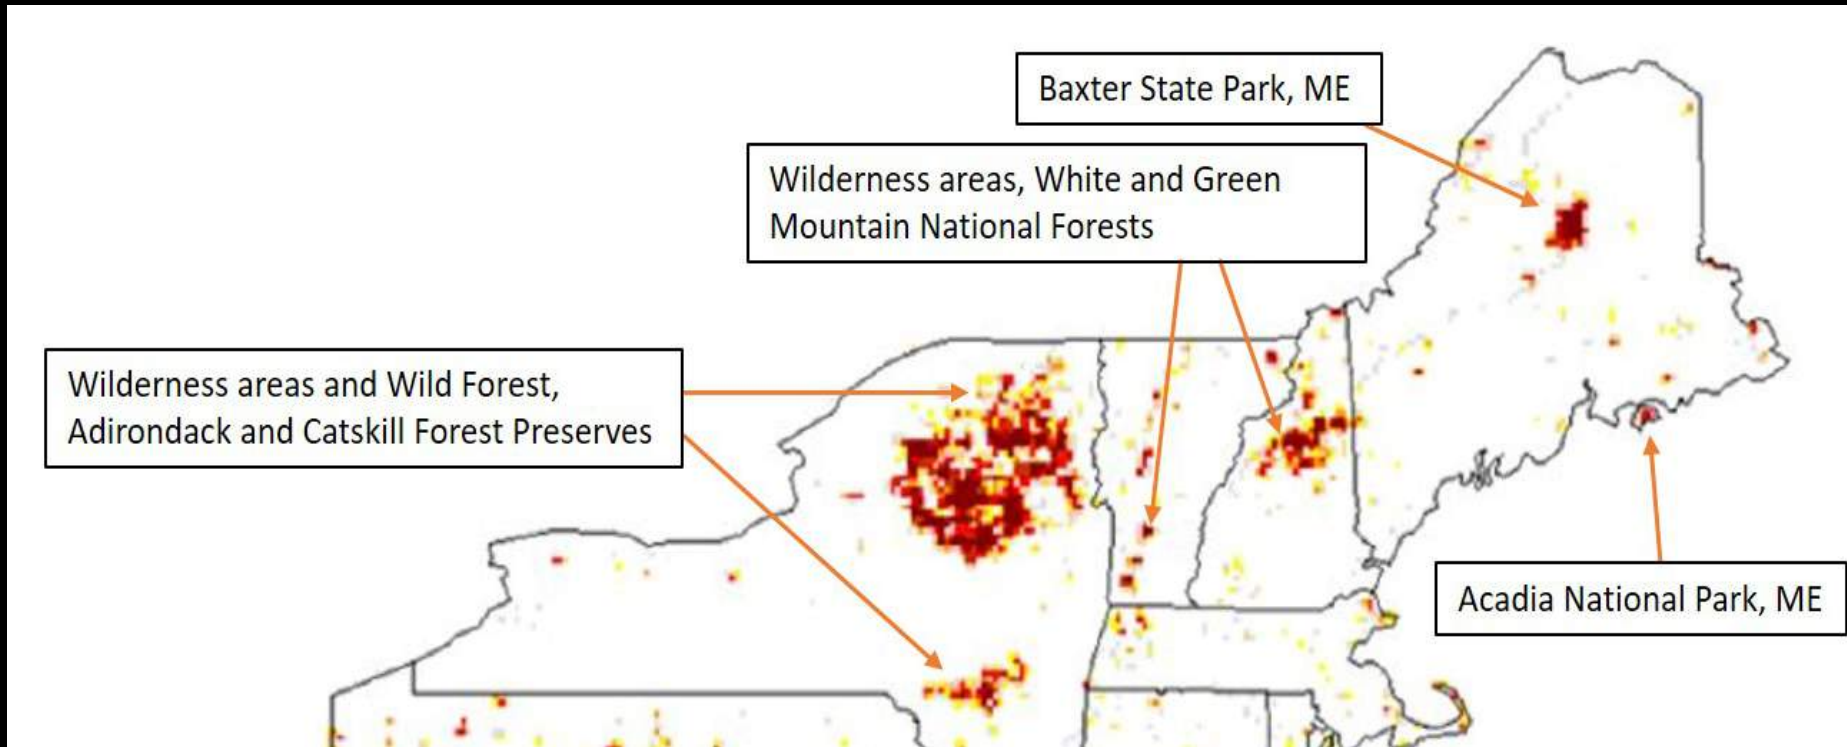 Baxter State Park, ME
Wilderness areas, White and Green
Mountain National Forests
Wilderness areas and Wild Forest,
Adirondack and Catskill Forest Preserves
Acadia National Park, ME